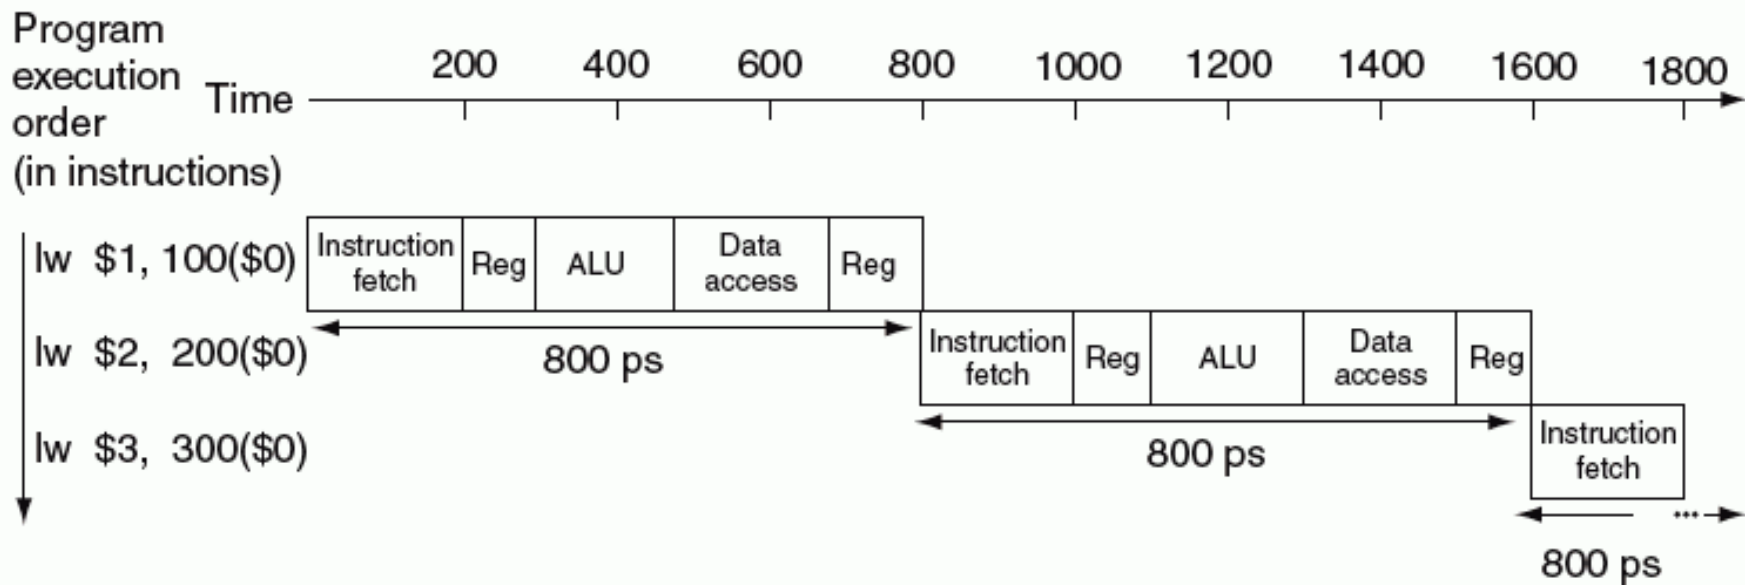 Program
execution
order
(in instructions)
Time
200 400 600 800 1000 1200 1400 1600 1800
lw $1, 100($0)
Instruction
fetch
Reg
ALU
Data
access
Reg
800 ps
lw $2, 200($0)
Instruction
fetch
Reg
ALU
Data
access
Reg
800 ps
lw $3, 300($0)
Instruction
fetch
...
800 ps